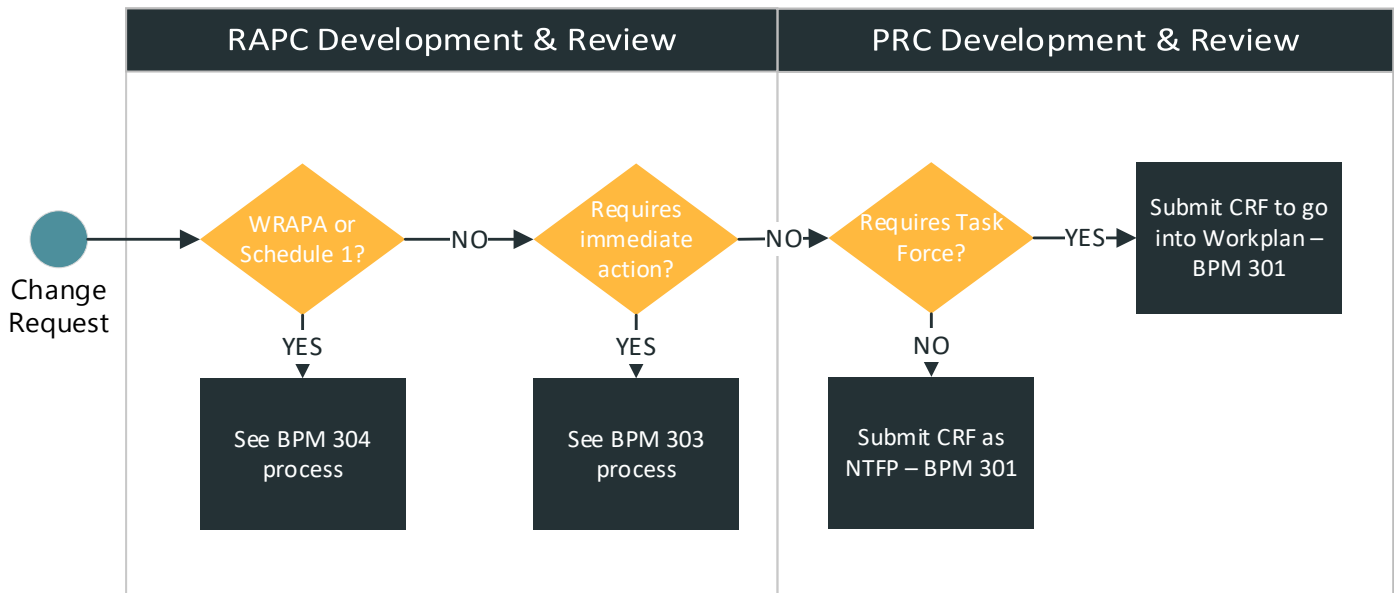 RAPC Development & Review
PRC Development & Review
Change
Request
WRAPA or
Schedule 1?
NO
Requires
immediate
action?
NO
Requires Task
Force?
YES
Submit CRF to go
into Workplan –
BPM 301
YES
YES
NO
See BPM 304
process
See BPM 303
process
Submit CRF as
NTFP – BPM 301